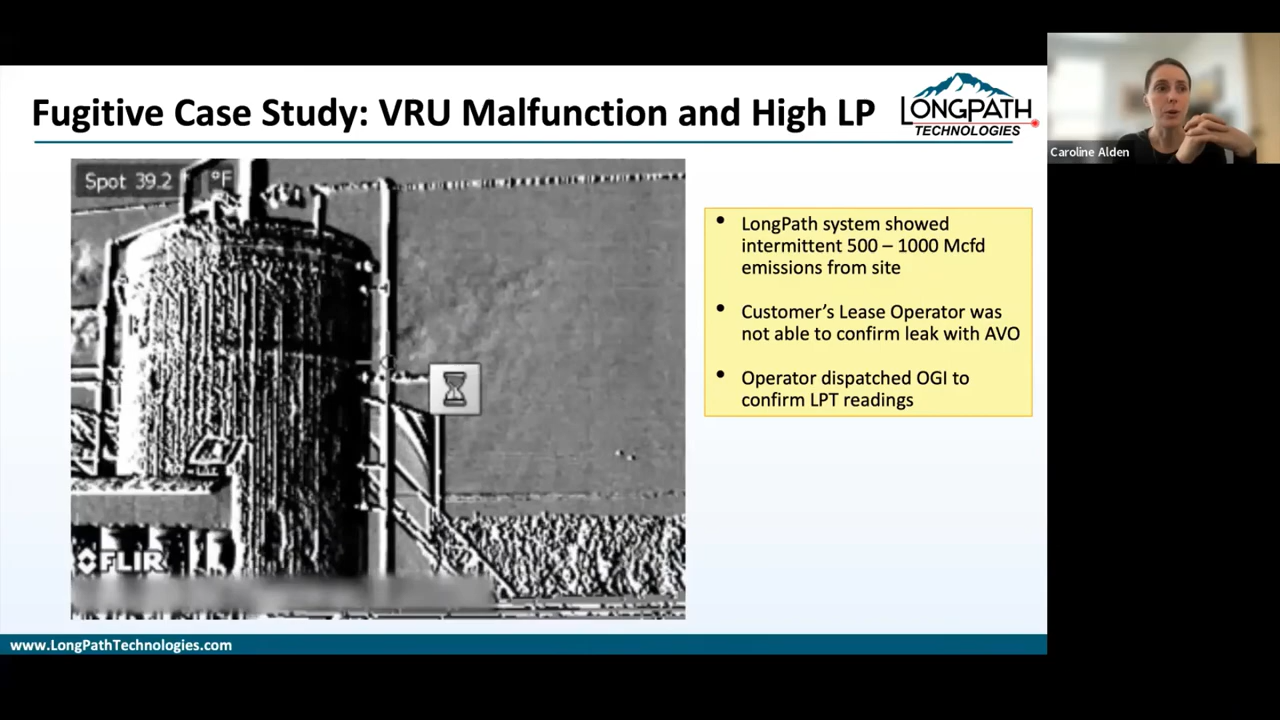 Fugitive Case Study: VRU Malfunction and High LP
LONGPATH
TECHNOLOGIES
Caroline Alden
Spot 39.2 °F
• LongPath system showed
intermittent 500 – 1000 Mcfd
emissions from site
• Customer's Lease Operator was
not able to confirm leak with AVO
• Operator dispatched OGI to
confirm LPT readings
FLIR
www.LongPathTechnologies.com